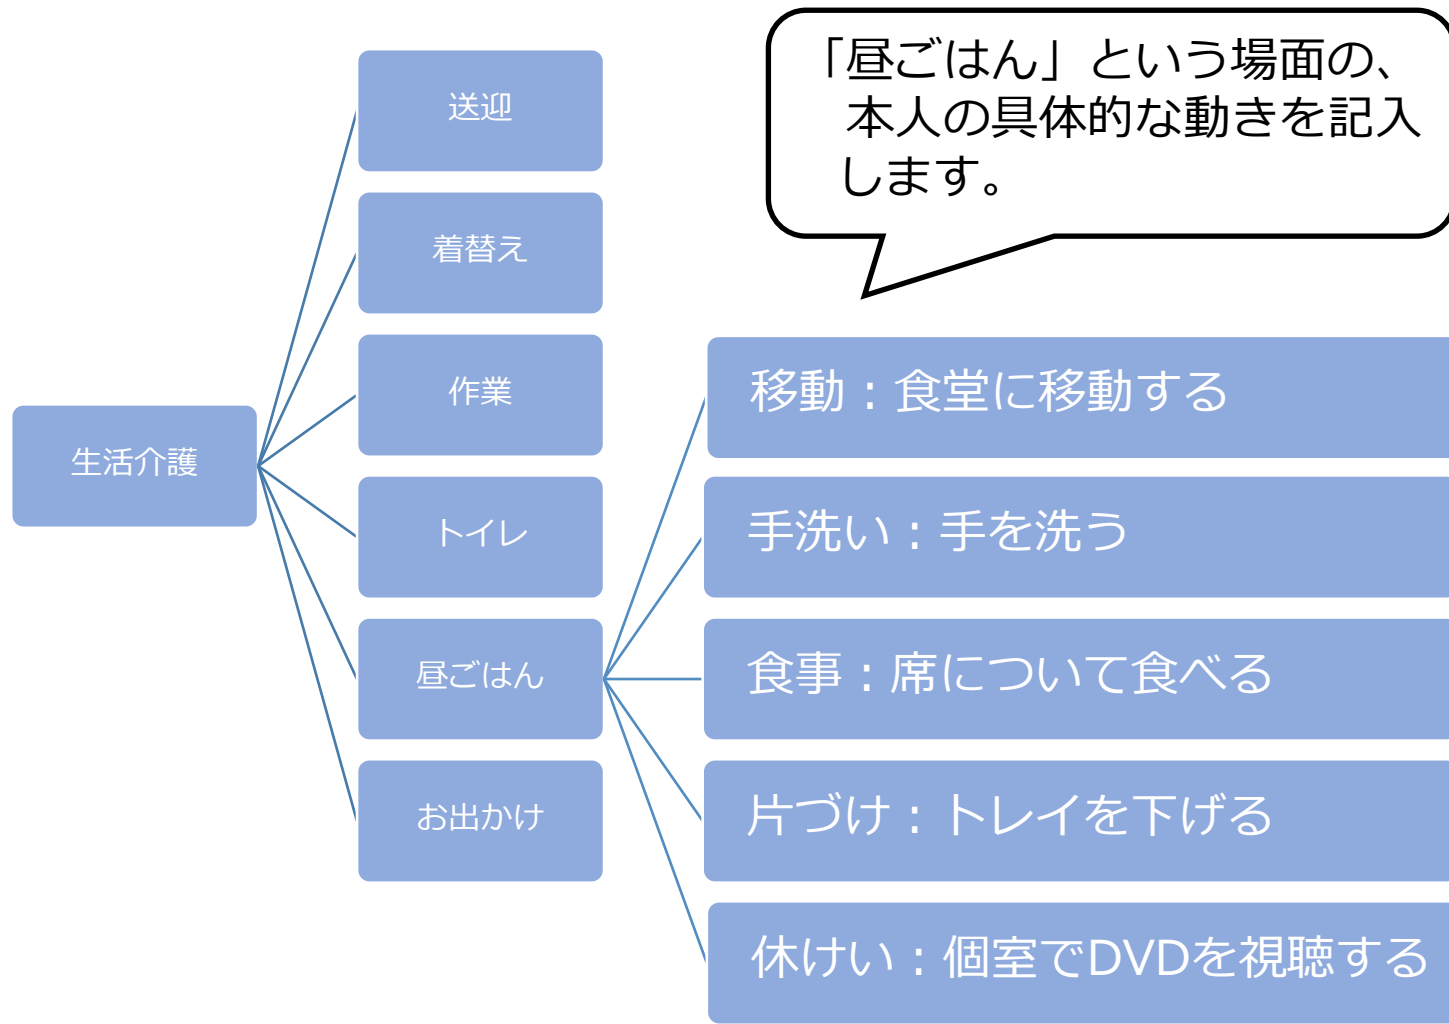 「昼ごはん」という場面の、
本人の具体的な動きを記入
します。
生活介護
送迎
着替え
作業
トイレ
昼ごはん
お出かけ
移動：食堂に移動する
手洗い：手を洗う
食事：席について食べる
片づけ：トレイを下げる
休けい：個室でDVDを視聴する